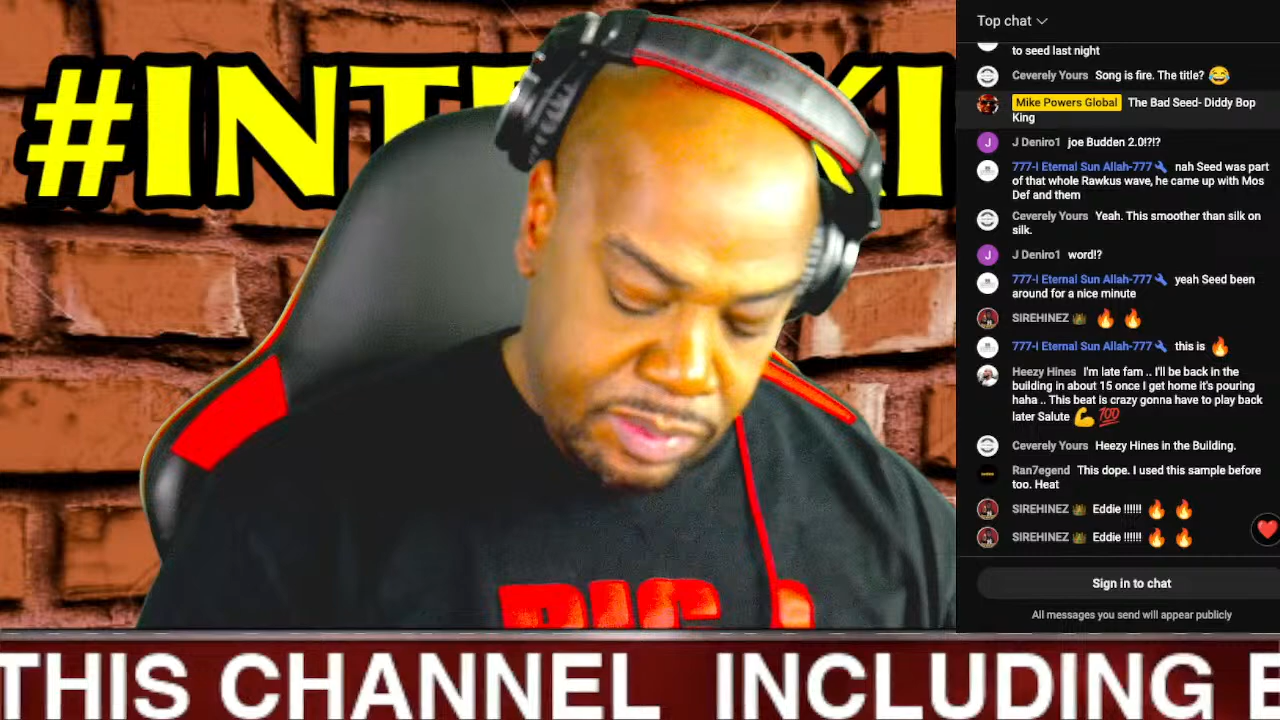 #INT
KI
BIG
THIS CHANNEL INCLUDING E
Top chat
to seed last night
Ceverely Yours Song is fire. The title? 😂
Mike Powers Global The Bad Seed- Diddy Bop
King
J Deniro1 joe Budden 2.0!?!?
777-I Eternal Sun Allah-777 nah Seed was part
of that whole Rawkus wave, he came up with Mos
Def and them
Ceverely Yours Yeah. This smoother than silk on
silk.
J Deniro1 word!?
777-I Eternal Sun Allah-777 yeah Seed been
around for a nice minute
SIREHINEZ 🔥 🔥
777-I Eternal Sun Allah-777 this is 🔥
Heezy Hines I'm late fam .. I'll be back in the
building in about 15 once I get home it's pouring
haha .. This beat is crazy gonna have to play back
later Salute 💪 💯
Ceverely Yours Heezy Hines in the Building.
Ran7egend This dope. I used this sample before
too. Heat
SIREHINEZ Eddie !!!!!! 🔥 🔥
SIREHINEZ Eddie !!!!!! 🔥 🔥
Sign in to chat
All messages you send will appear publicly